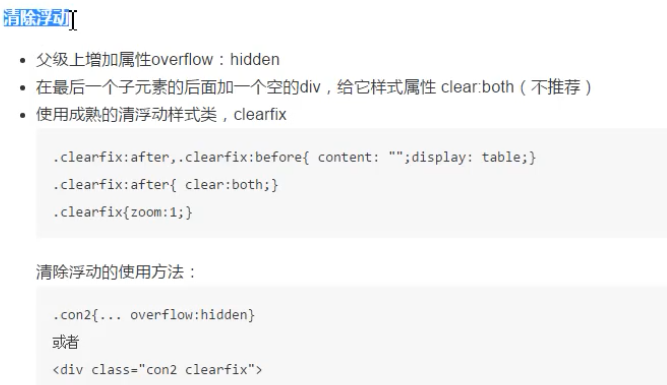 清除浮动
父级上增加属性overflow：hidden
在最后一个子元素的后面加一个空的div，给它样式属性 clear:both（不推荐）
使用成熟的清浮动样式类，clearfix
.clearfix:after,.clearfix:before{ content: "";display: table;}
.clearfix:after{ clear:both;}
.clearfix{zoom:1;}
清除浮动的使用方法：
.con2{... overflow:hidden}
或者
<div class="con2 clearfix">